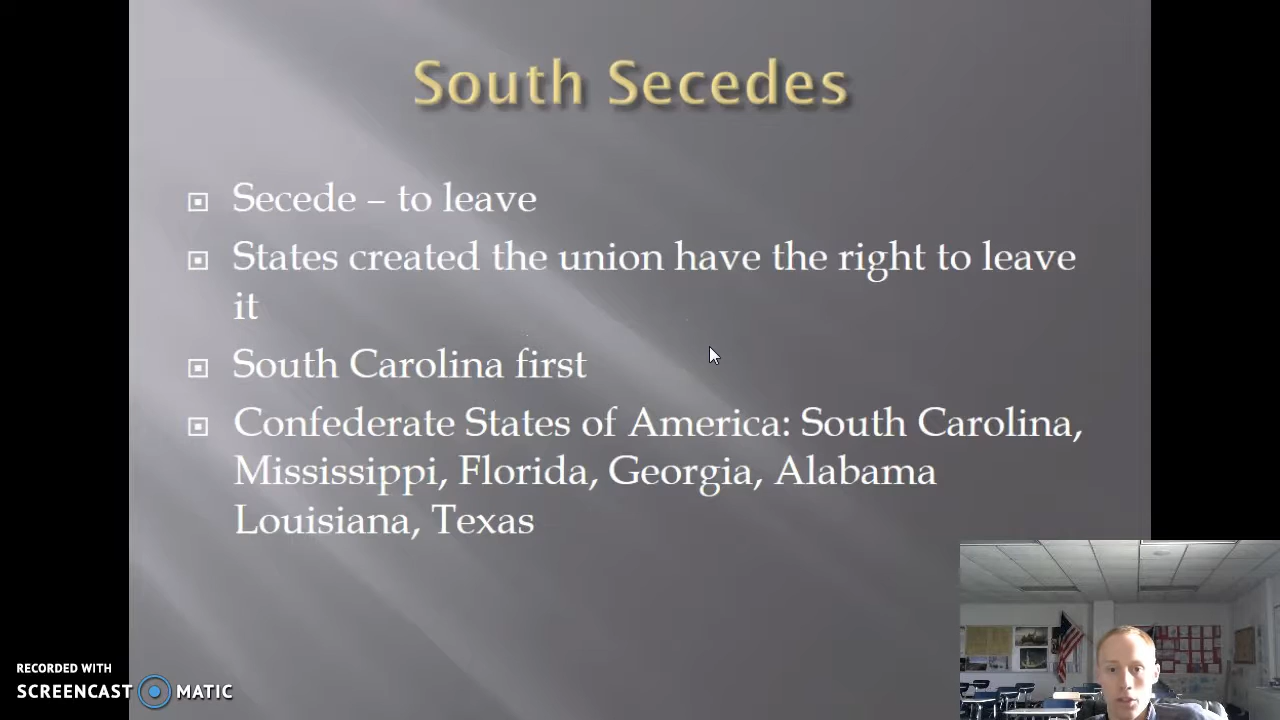 South Secedes
Secede – to leave
States created the union have the right to leave
it
South Carolina first
Confederate States of America: South Carolina,
Mississippi, Florida, Georgia, Alabama
Louisiana, Texas
RECORDED WITH
SCREENCAST MATIC